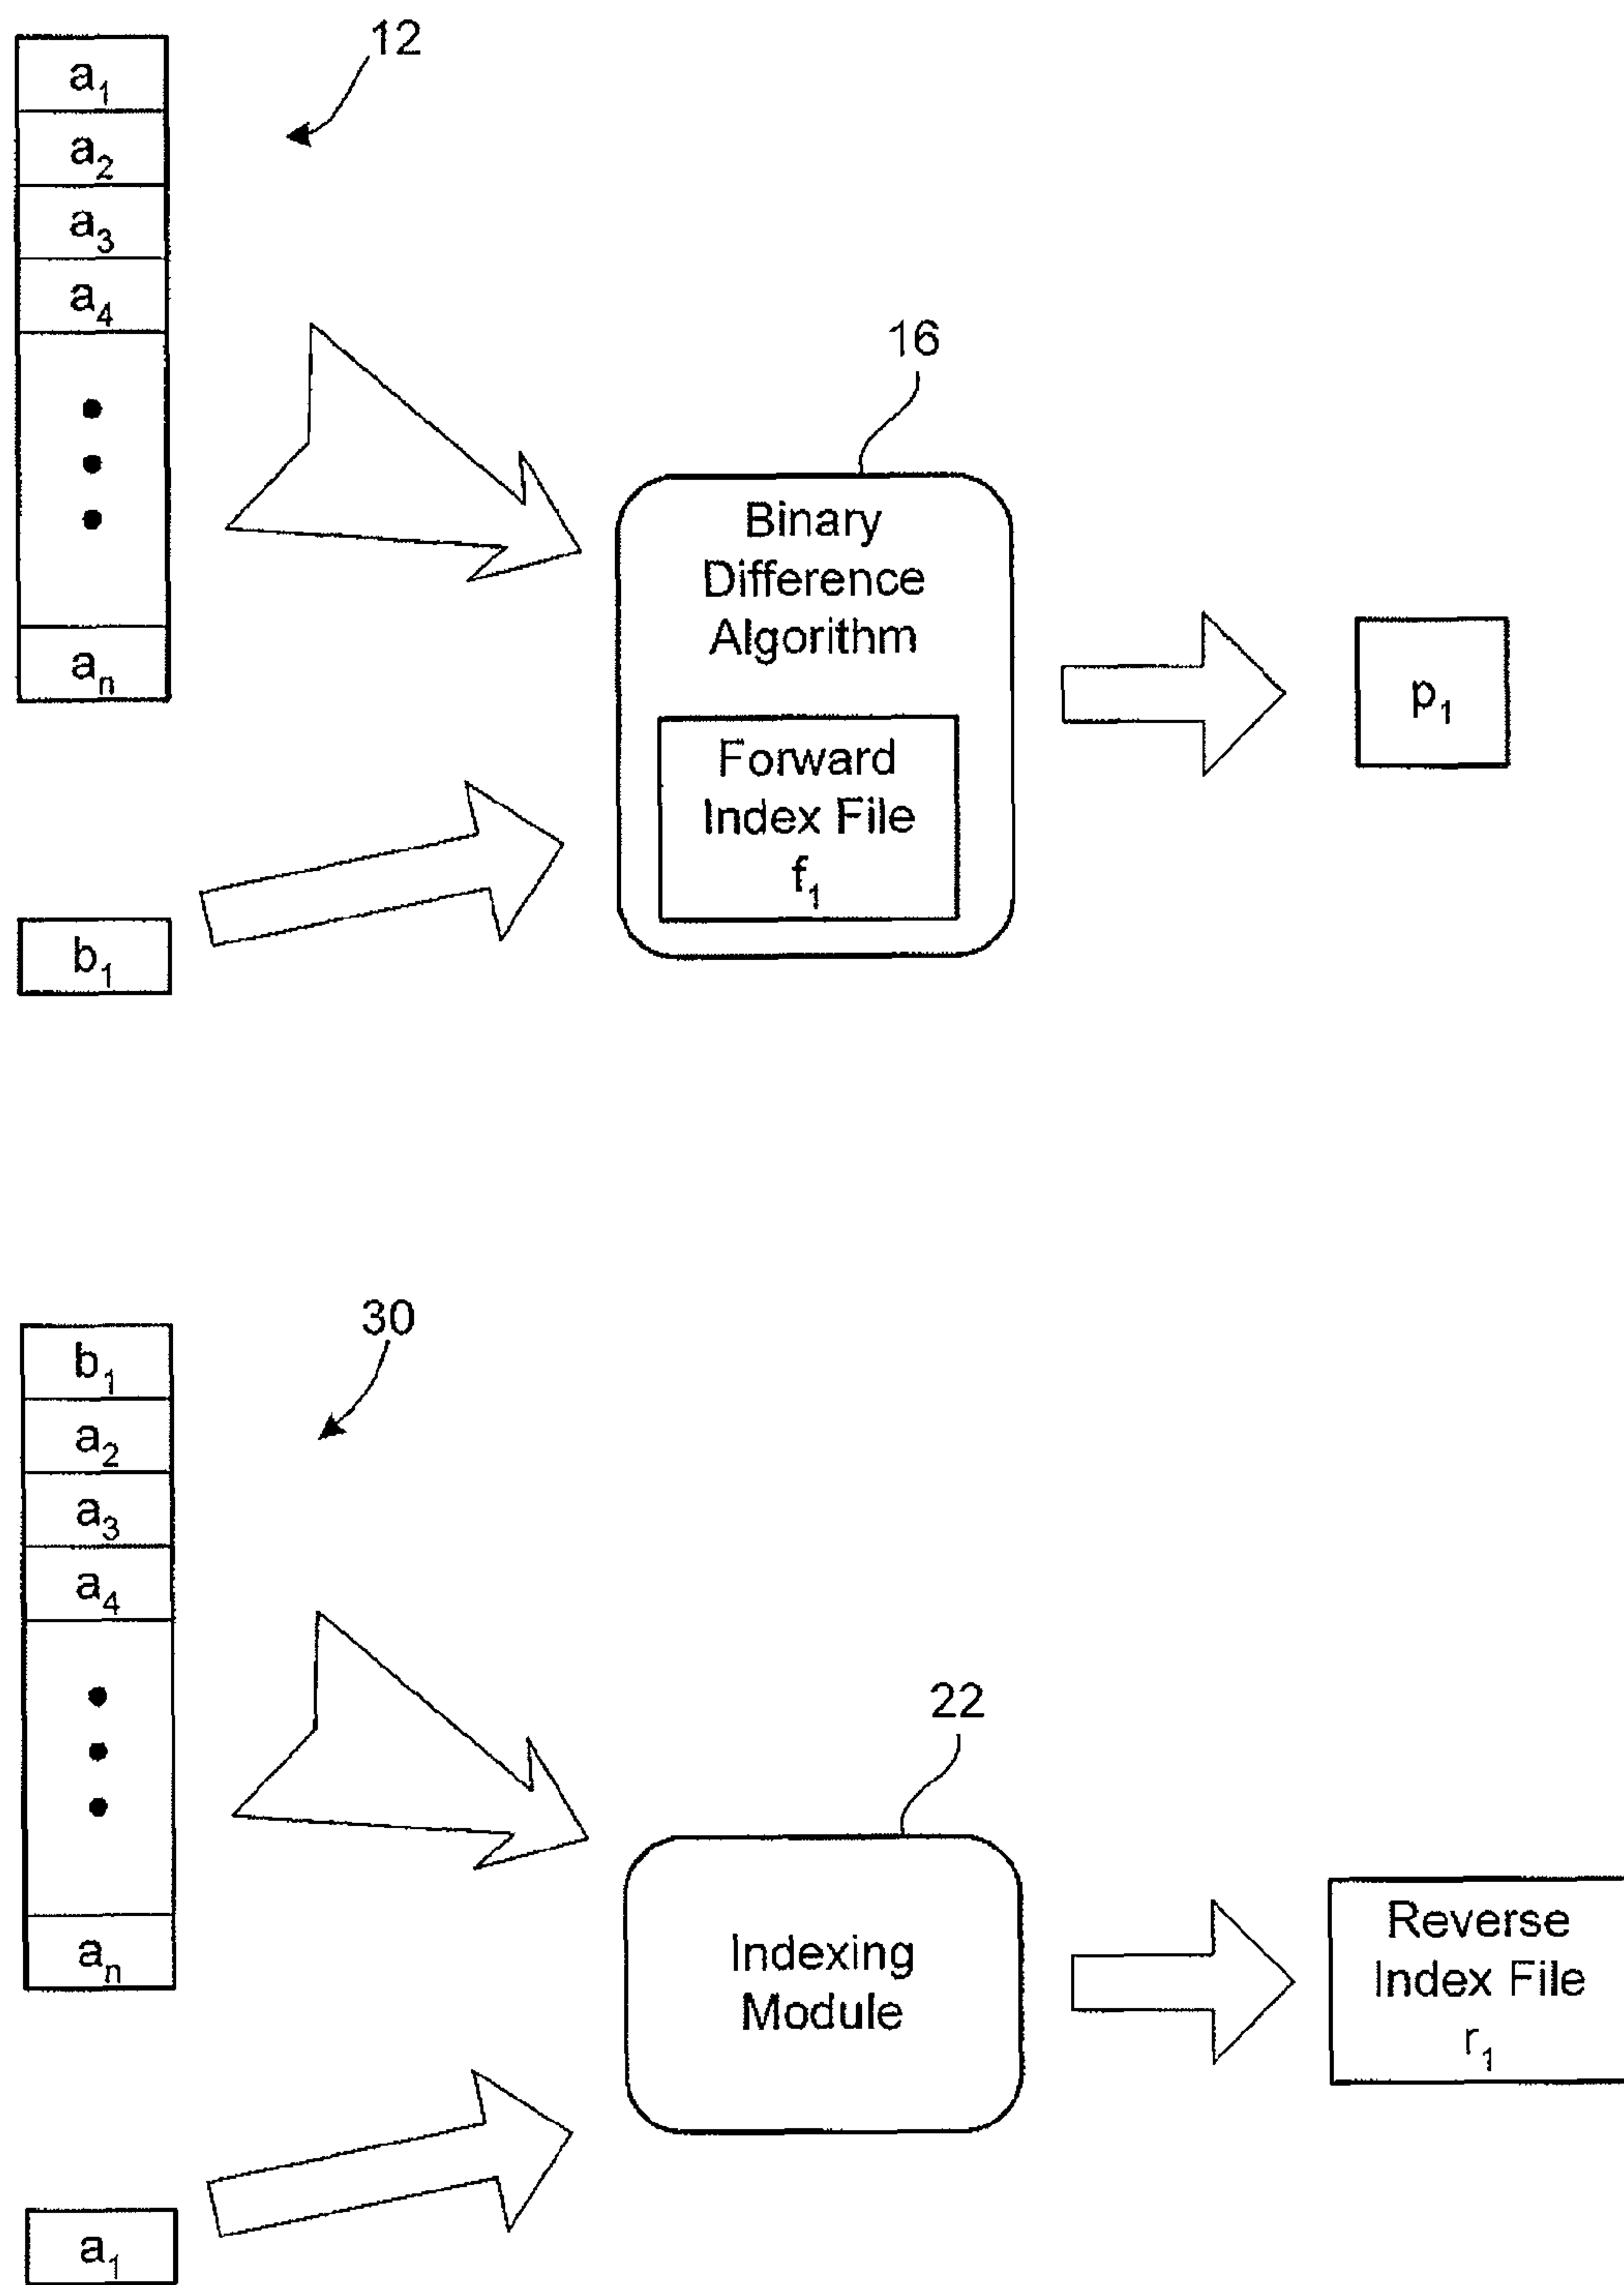 12
a₁
a₂
a₃
a₄
aₙ
16
Binary
Difference
Algorithm
Forward
Index File
f₁
p₁
b₁
30
b₁
a₂
a₃
a₄
aₙ
22
Indexing
Module
Reverse
Index File
r₁
a₁